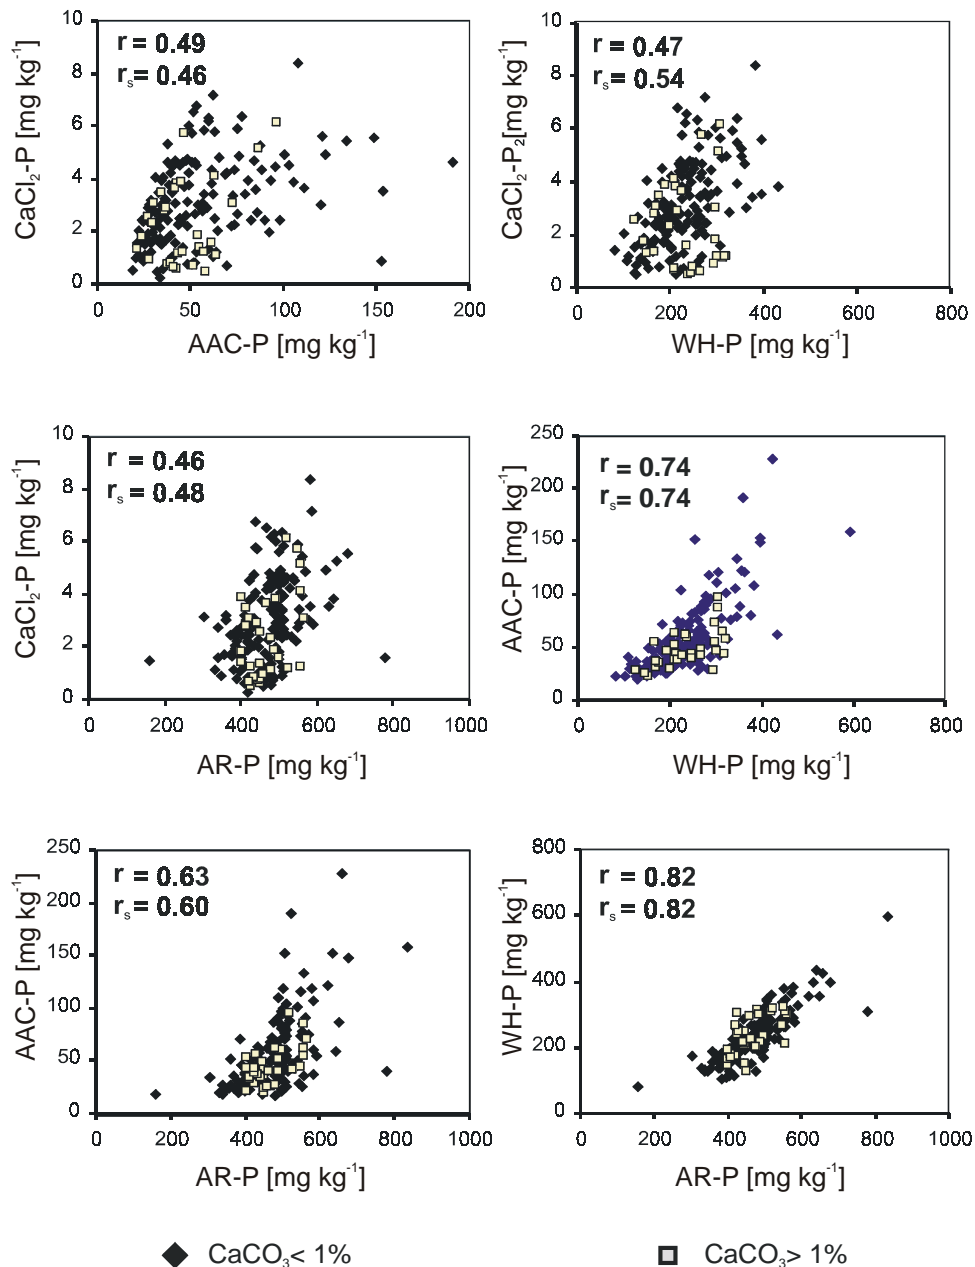 r = 0.49
rₛ= 0.46
10
8
6
4
2
0
CaCl₂-P [mg kg⁻¹]
0 50 100 150 200
AAC-P [mg kg⁻¹]
r = 0.47
rₛ= 0.54
10
8
6
4
2
0
CaCl₂-P₂[mg kg⁻¹]
0 200 400 600 800
WH-P [mg kg⁻¹]
r = 0.46
rₛ = 0.48
10
8
6
4
2
0
CaCl₂-P [mg kg⁻¹]
0 200 400 600 800 1000
AR-P [mg kg⁻¹]
r = 0.74
rₛ= 0.74
250
200
150
100
50
0
AAC-P [mg kg⁻¹]
0 200 400 600 800
WH-P [mg kg⁻¹]
r = 0.63
rₛ = 0.60
250
200
150
100
50
0
AAC-P [mg kg⁻¹]
0 200 400 600 800 1000
AR-P [mg kg⁻¹]
r = 0.82
rₛ = 0.82
800
600
400
200
0
WH-P [mg kg⁻¹]
0 200 400 600 800 1000
AR-P [mg kg⁻¹]
CaCO₃< 1%
CaCO₃> 1%